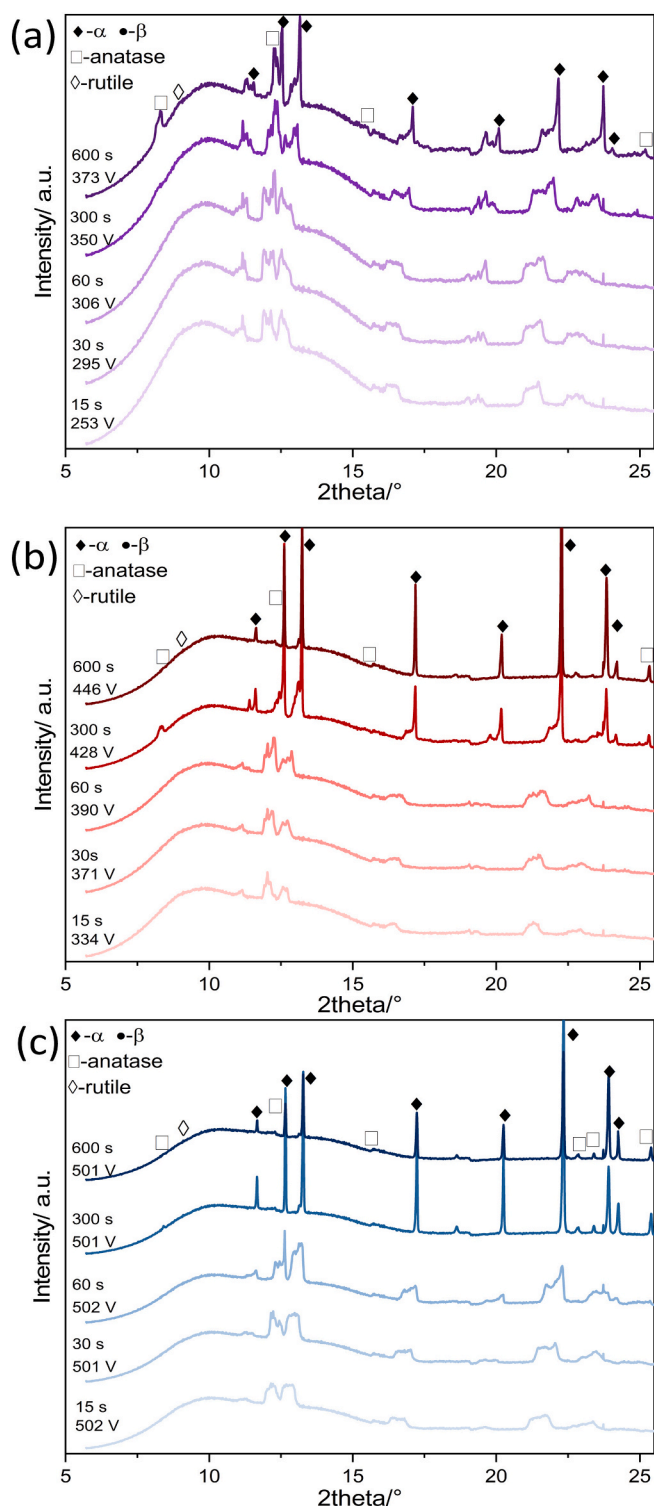 (a)
◆-α ●-β
□-anatase
◇-rutile
600 s
373 V
300 s
350 V
60 s
306 V
30 s
295 V
15 s
253 V
Intensity/ a.u.
5 10 15 20 25
2theta/°
(b)
◆-α ●-β
□-anatase
◇-rutile
600 s
446 V
300 s
428 V
60 s
390 V
30s
371 V
15 s
334 V
Intensity/ a.u.
5 10 15 20 25
2theta/°
(c)
◆-α ●-β
□-anatase
◇-rutile
600 s
501 V
300 s
501 V
60 s
502 V
30 s
501 V
15 s
502 V
Intensity/ a.u.
5 10 15 20 25
2theta/°